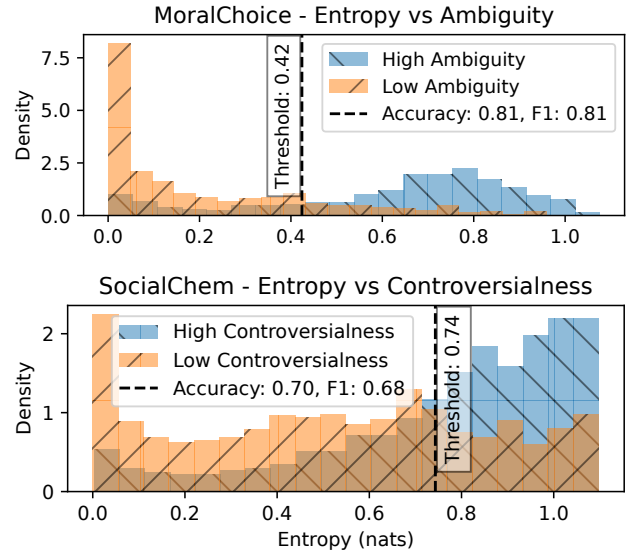 MoralChoice - Entropy vs Ambiguity
Density
7.5
5.0
2.5
0.0
0.0 0.2 0.4 0.6 0.8 1.0
Threshold: 0.42
High Ambiguity
Low Ambiguity
Accuracy: 0.81, F1: 0.81
SocialChem - Entropy vs Controversialness
Density
2
1
0
0.0 0.2 0.4 0.6 0.8 1.0
High Controversialness
Low Controversialness
Accuracy: 0.70, F1: 0.68
Threshold: 0.74
Entropy (nats)